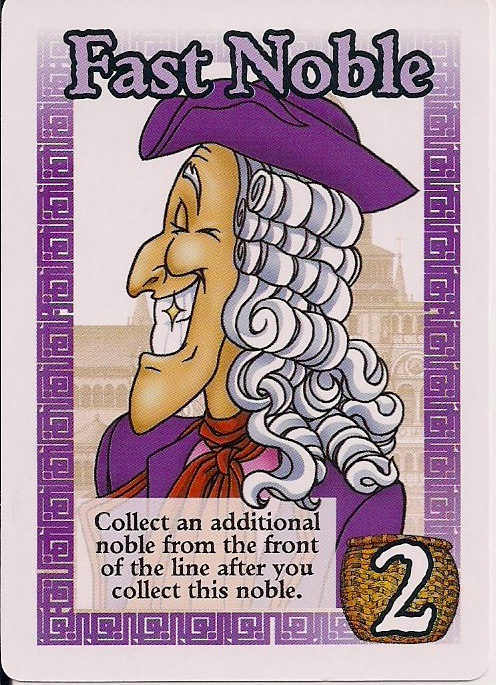 Fast Noble
Collect an additional
noble from the front
of the line after you
collect this noble.
2